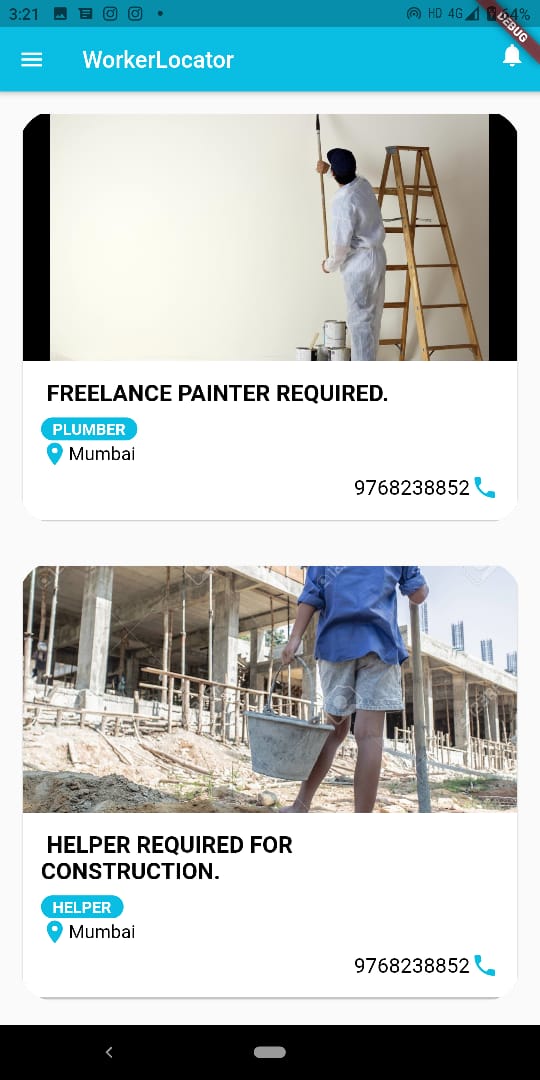 3:21 HD 4G 64%
DEBUG
WorkerLocator
FREELANCE PAINTER REQUIRED.
PLUMBER
Mumbai
9768238852
HELPER REQUIRED FOR
CONSTRUCTION.
HELPER
Mumbai
9768238852